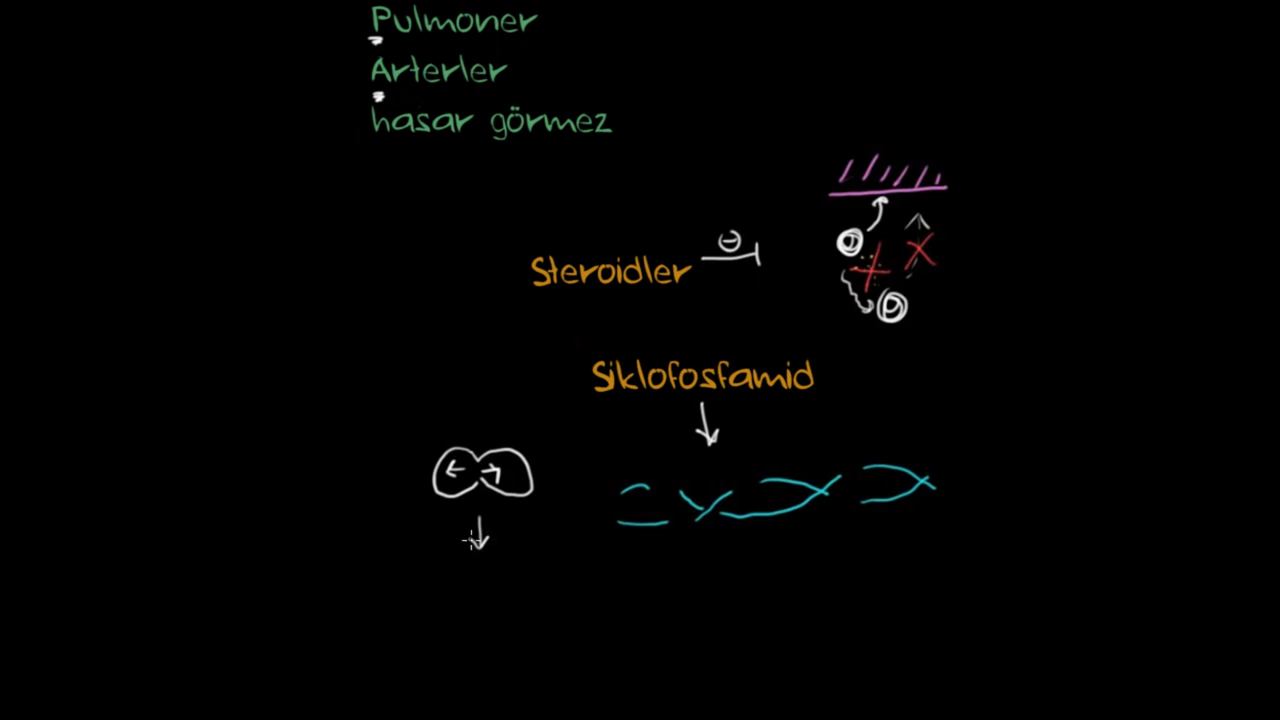 Pulmoner
Arterler
hasar görmez
Steroidler
Siklofosfamid